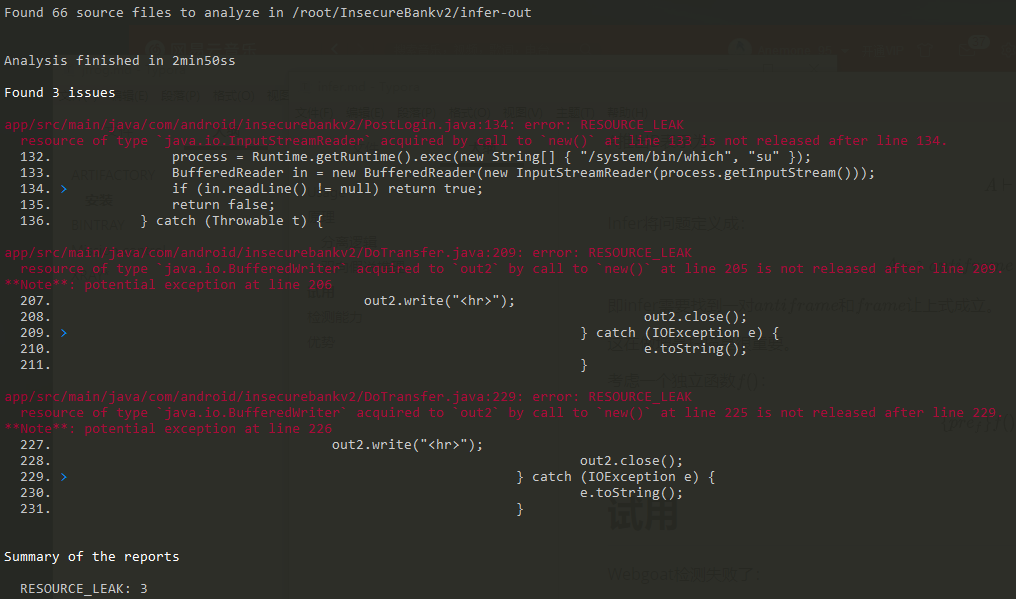 Found 66 source files to analyze in /root/InsecureBankv2/infer-out
Analysis finished in 2min50ss
Found 3 issues
app/src/main/java/com/android/insecurebankv2/PostLogin.java:134: error: RESOURCE_LEAK
resource of type `java.io.InputStreamReader` acquired by call to `new()` at line 133 is not released after line 134.
132. process = Runtime.getRuntime().exec(new String[] { "/system/bin/which", "su" });
133. BufferedReader in = new BufferedReader(new InputStreamReader(process.getInputStream()));
134. > if (in.readLine() != null) return true;
135. return false;
136. } catch (Throwable t) {
app/src/main/java/com/android/insecurebankv2/DoTransfer.java:209: error: RESOURCE_LEAK
resource of type `java.io.BufferedWriter` acquired to `out2` by call to `new()` at line 205 is not released after line 209.
**Note**: potential exception at line 206
207. out2.write("<hr>");
208. out2.close();
209. > } catch (IOException e) {
210. e.toString();
211. }
app/src/main/java/com/android/insecurebankv2/DoTransfer.java:229: error: RESOURCE_LEAK
resource of type `java.io.BufferedWriter` acquired to `out2` by call to `new()` at line 225 is not released after line 229.
**Note**: potential exception at line 226
227. out2.write("<hr>");
228. out2.close();
229. > } catch (IOException e) {
230. e.toString();
231. }
试用
Summary of the reports
RESOURCE_LEAK: 3